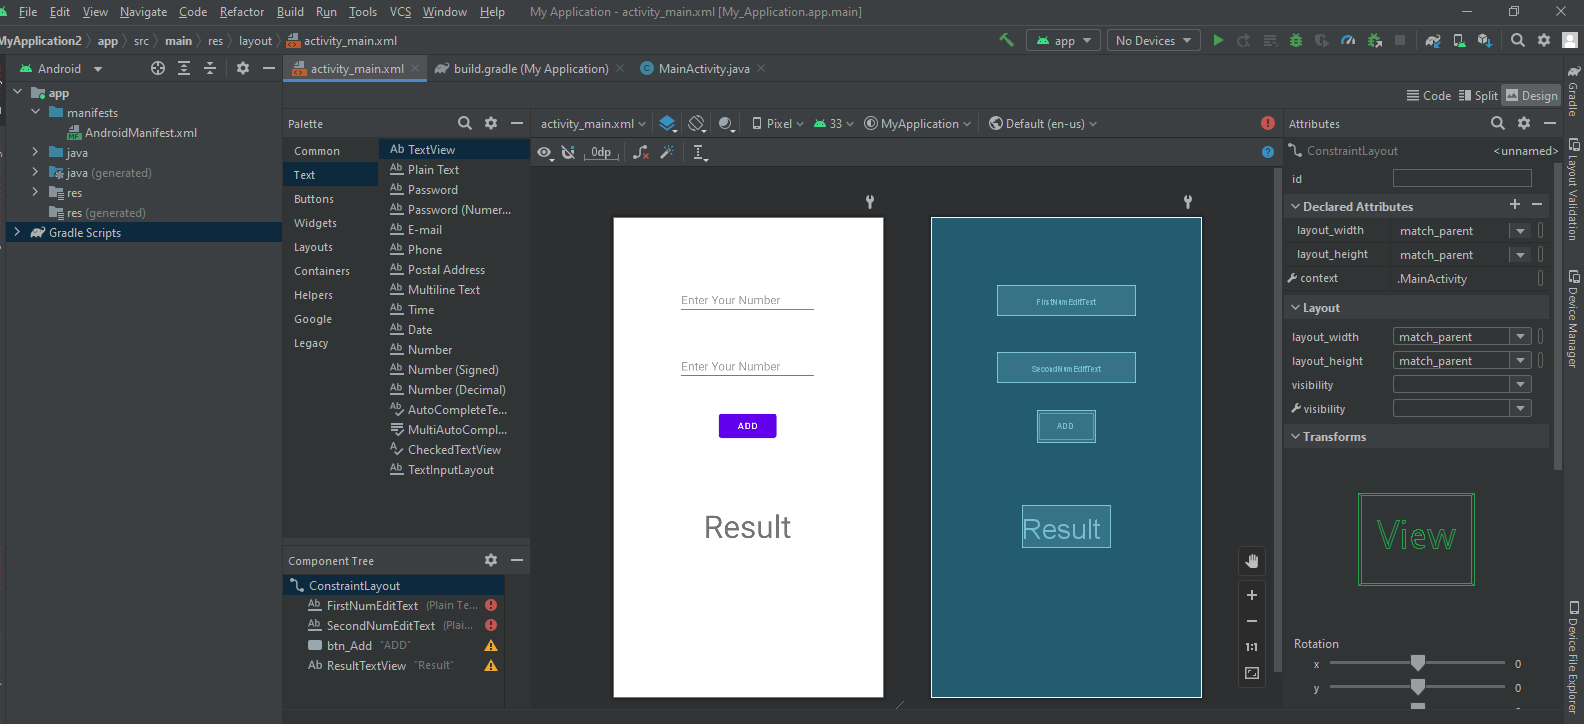 File Edit View Navigate Code Refactor Build Run Tools VCS Window Help My Application - activity_main.xml [My_Application.app.main]
MyApplication2 app src main res layout activity_main.xml
app No Devices
Android
activity_main.xml build.gradle (My Application) MainActivity.java
Code Split Design
app
manifests
AndroidManifest.xml
java
java (generated)
res
res (generated)
Gradle Scripts
Palette
Common
Text
Buttons
Widgets
Layouts
Containers
Helpers
Google
Legacy
Ab TextView
Ab Plain Text
Ab Password
Ab Password (Numer...
Ab E-mail
Ab Phone
Ab Postal Address
Ab Multiline Text
Ab Time
Ab Date
Ab Number
Ab Number (Signed)
Ab Number (Decimal)
AutoCompleteTe...
MultiAutoCompl...
CheckedTextView
Ab TextInputLayout
Component Tree
ConstraintLayout
Ab FirstNumEditText (Plain Te...
Ab SecondNumEditText (Plai...
btn_Add "ADD"
Ab ResultTextView "Result"
activity_main.xml Pixel 33 MyApplication Default (en-us)
0dp
Enter Your Number
Enter Your Number
ADD
Result
FirstNumEditText
SecondNumEditText
ADD
Result
1:1
Attributes
ConstraintLayout <unnamed>
id
Declared Attributes
layout_width match_parent
layout_height match_parent
context .MainActivity
Layout
layout_width match_parent
layout_height match_parent
visibility
visibility
Transforms
View
Rotation
x 0
y 0
Gradle
Layout Validation
Device Manager
Device File Explorer